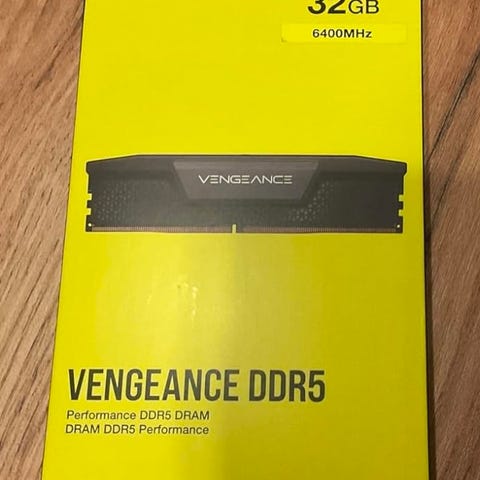 32GB
6400MHz
VENGEANCE
VENGEANCE DDR5
Performance DDR5 DRAM
DRAM DDR5 Performance